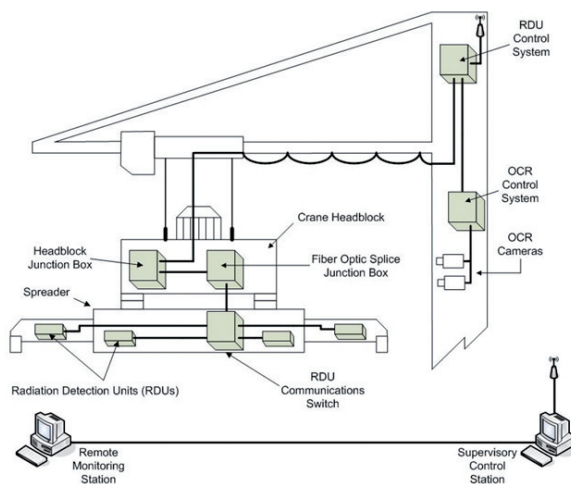 RDU
Control
System
OCR
Control
System
Crane Headblock
Headblock
Junction Box
Fiber Optic Splice
Junction Box
OCR
Cameras
Spreader
Radiation Detection Units (RDUs)
RDU
Communications
Switch
Remote
Monitoring
Station
Supervisory
Control
Station